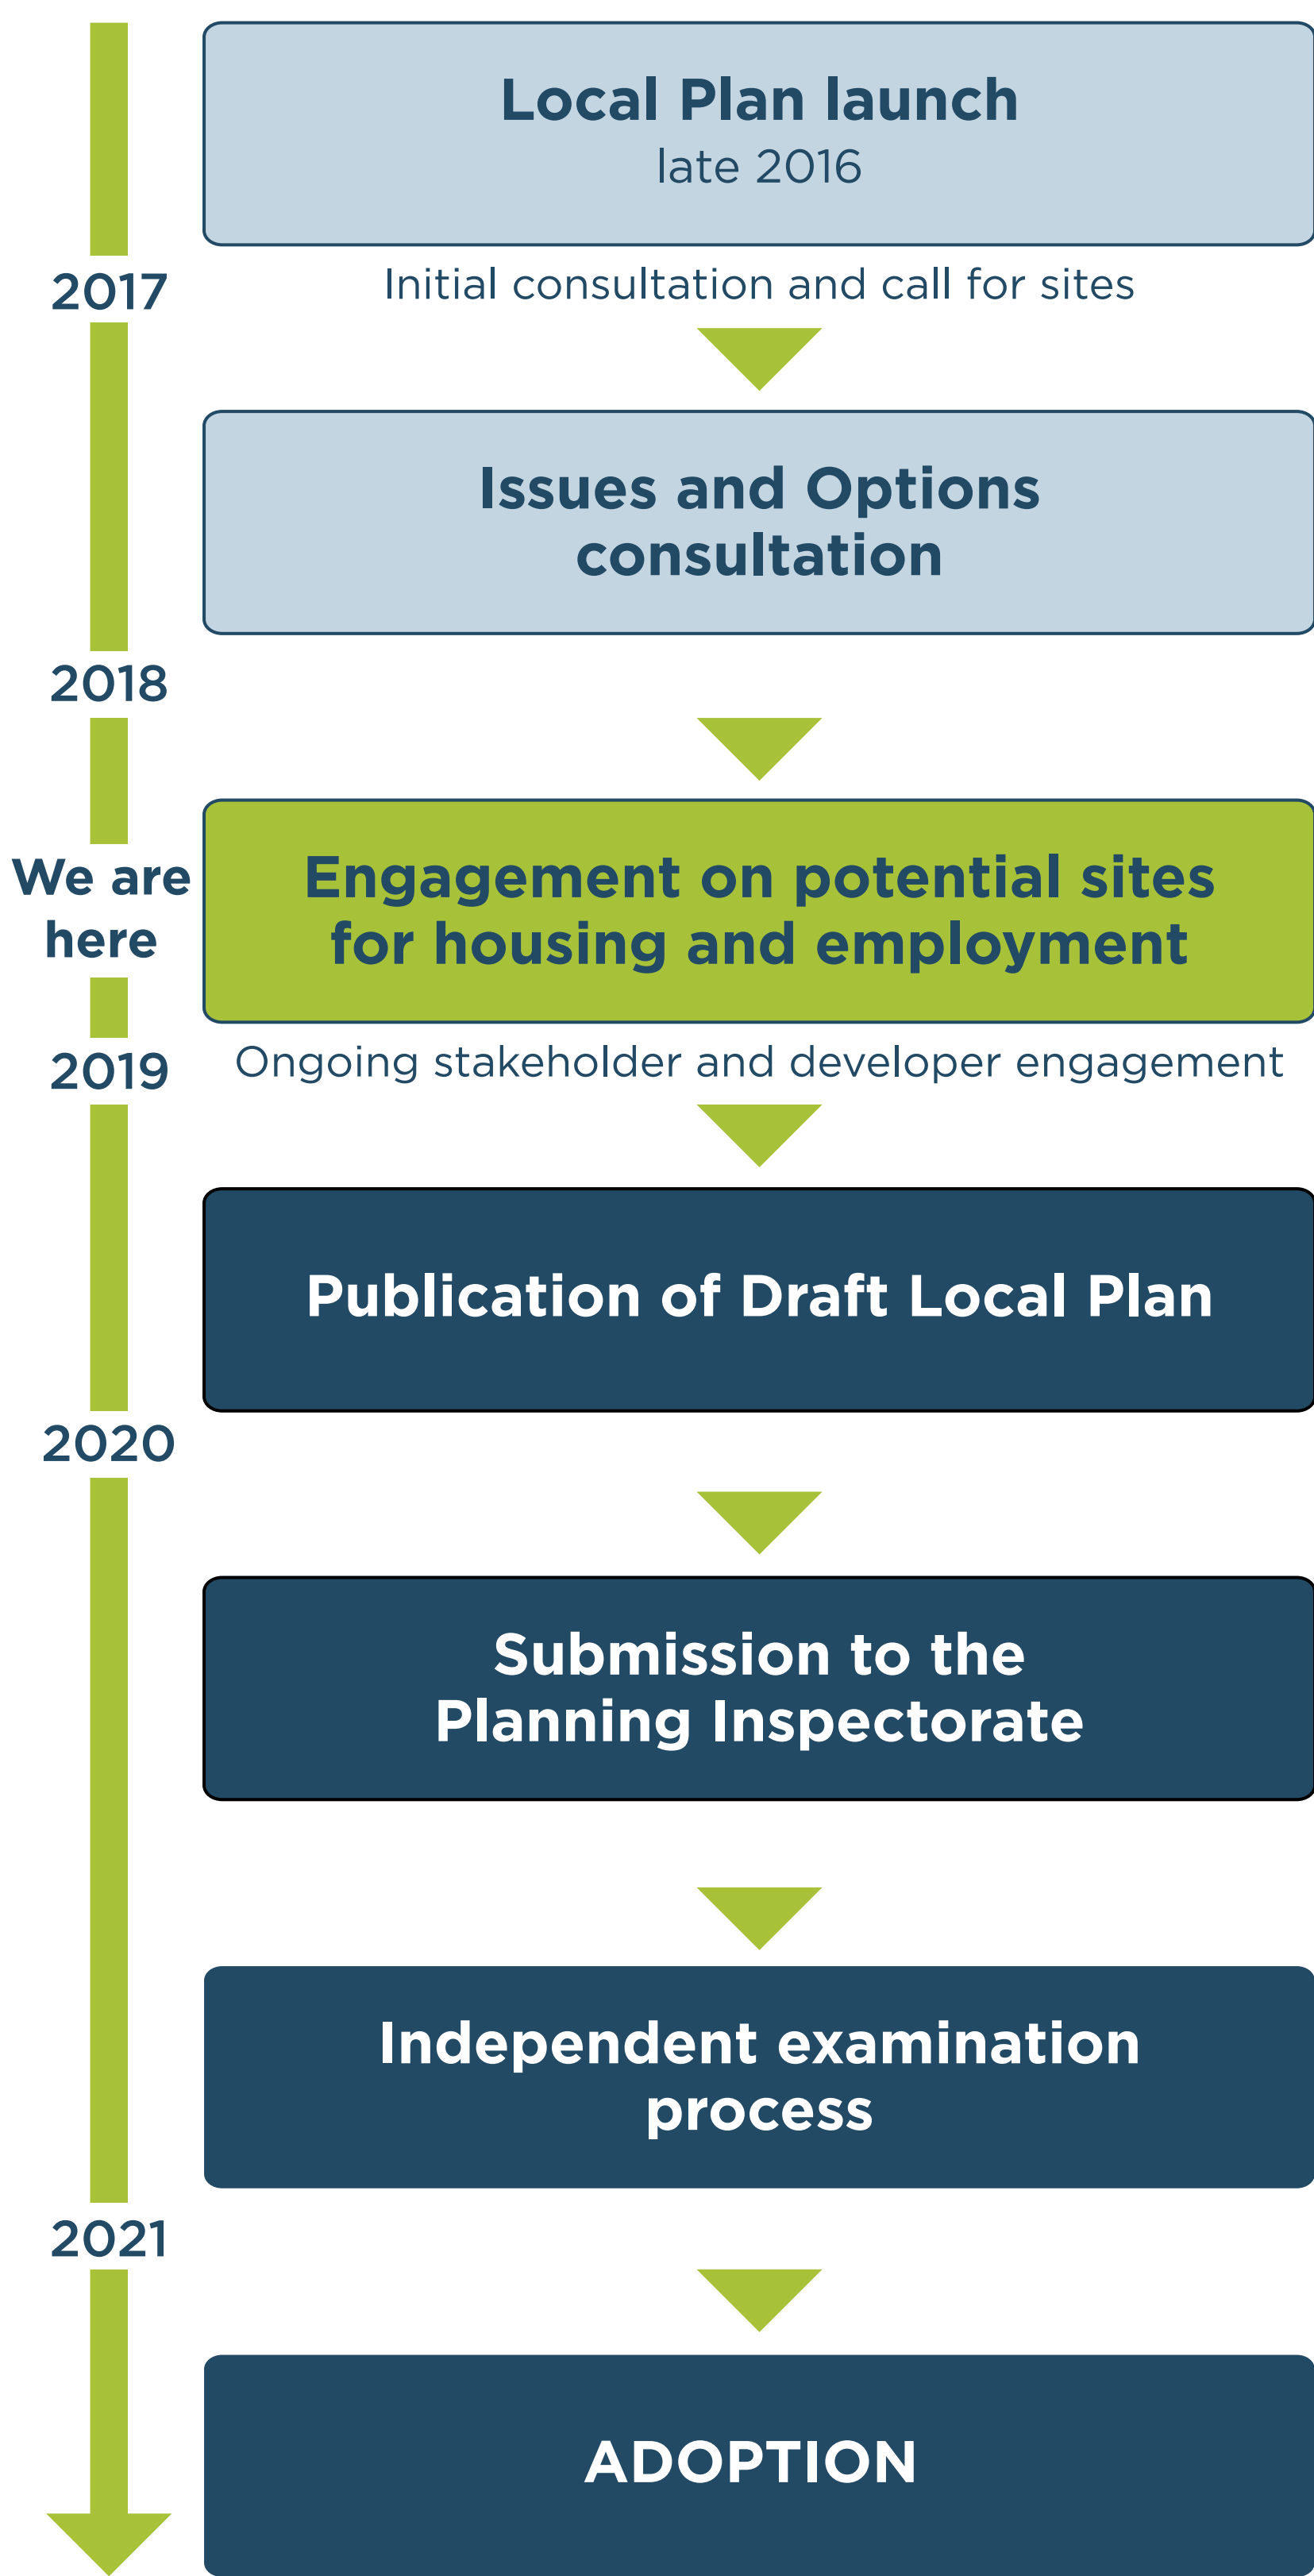 Local Plan launch
late 2016
2017
Initial consultation and call for sites
Issues and Options
consultation
2018
We are
here
Engagement on potential sites
for housing and employment
2019
Ongoing stakeholder and developer engagement
Publication of Draft Local Plan
2020
Submission to the
Planning Inspectorate
Independent examination
process
2021
ADOPTION